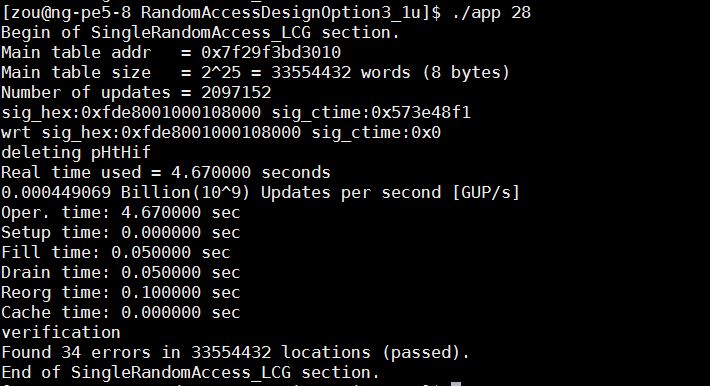 [zou@ng-pe5-8 RandomAccessDesignOption3_1u]$ ./app 28
Begin of SingleRandomAccess_LCG section.
Main table addr   = 0x7f29f3bd3010
Main table size   = 2^25 = 33554432 words (8 bytes)
Number of updates = 2097152
sig_hex:0xfde8001000108000 sig_ctime:0x573e48f1
wrt sig_hex:0xfde8001000108000 sig_ctime:0x0
deleting pHtHif
Real time used = 4.670000 seconds
0.000449069 Billion(10^9) Updates per second [GUP/s]
Oper. time: 4.670000 sec
Setup time: 0.000000 sec
Fill time: 0.050000 sec
Drain time: 0.050000 sec
Reorg time: 0.100000 sec
Cache time: 0.000000 sec
verification
Found 34 errors in 33554432 locations (passed).
End of SingleRandomAccess_LCG section.